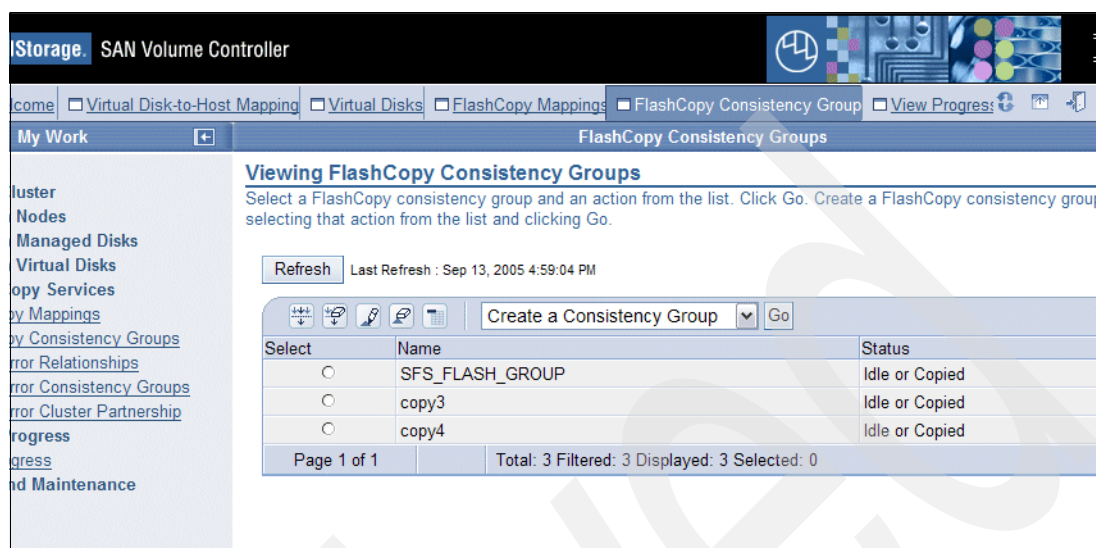 IStorage. SAN Volume Controller
lcome Virtual Disk-to-Host Mapping Virtual Disks FlashCopy Mappings FlashCopy Consistency Group View Progress
My Work FlashCopy Consistency Groups
Viewing FlashCopy Consistency Groups
Select a FlashCopy consistency group and an action from the list. Click Go. Create a FlashCopy consistency group
selecting that action from the list and clicking Go.
luster
Nodes
Managed Disks
Virtual Disks
opy Services
py Mappings
py Consistency Groups
rror Relationships
rror Consistency Groups
rror Cluster Partnership
rogress
gress
nd Maintenance
Refresh Last Refresh : Sep 13, 2005 4:59:04 PM
Create a Consistency Group Go
Select Name Status
SFS_FLASH_GROUP Idle or Copied
copy3 Idle or Copied
copy4 Idle or Copied
Page 1 of 1 Total: 3 Filtered: 3 Displayed: 3 Selected: 0